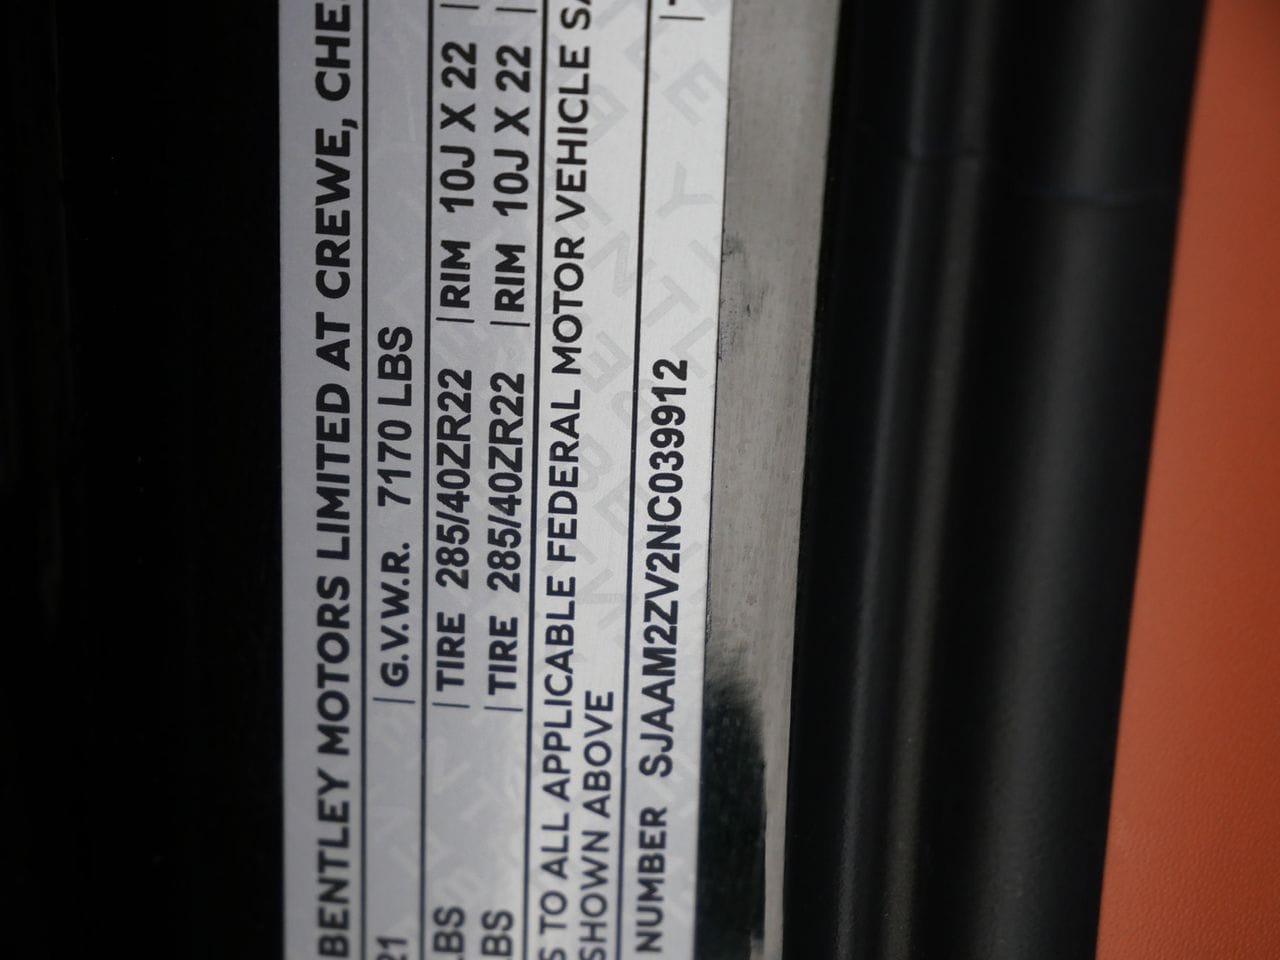 BENTLEY MOTORS LIMITED AT CREWE, CHE
21 | G.V.W.R. 7170 LBS
LBS | TIRE 285/40ZR22 | RIM 10J X 22 |
LBS | TIRE 285/40ZR22 | RIM 10J X 22 |
S TO ALL APPLICABLE FEDERAL MOTOR VEHICLE SA
SHOWN ABOVE
NUMBER SJAAM2ZV2NC039912 |